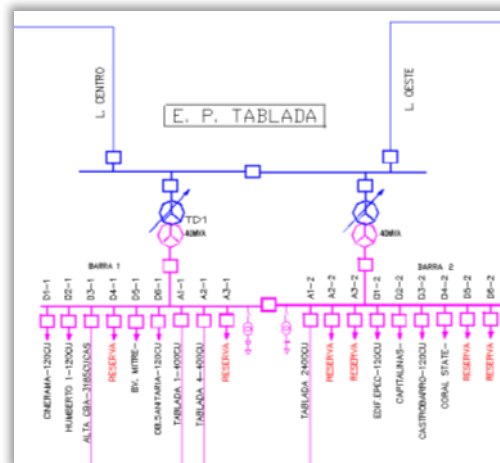 L. CENTRO
L. OESTE
E. P. TABLADA
TD1
40MVA
40MVA
BARRA 1
BARRA 2
D1-1
D2-1
D3-1
D4-1
D5-1
D6-1
A1-1
A2-1
A3-1
A1-2
A2-2
A3-2
D1-2
D2-2
D3-2
D4-2
D5-2
D6-2
CINERAMA-120CU
HUMBERTO 1-120CU
ALTA CBA-
RESERVA
BV. MITRE-
OB.SANITARIA-120CU
TABLADA 1-400CU
TABLADA 4-400CU
RESERVA
TABLADA 2400CU
RESERVA
RESERVA
EDIF.EPEC-120CU
CAPITALINAS-
CASTROBARRO-120CU
CORAL STATE-
RESERVA
RESERVA